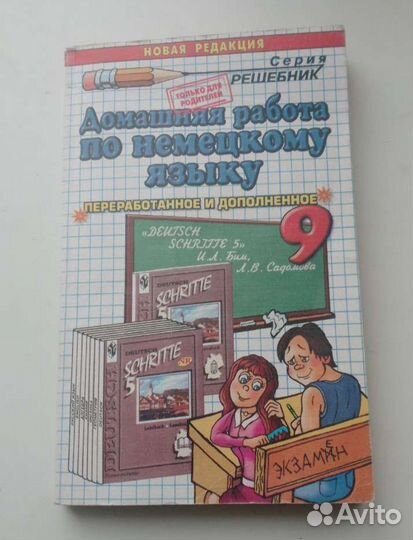 НОВАЯ РЕДАКЦИЯ
Серия
РЕШЕБНИК
ТОЛЬКО ДЛЯ
РОДИТЕЛЕЙ
Домашняя работа
по немецкому
языку
ПЕРЕРАБОТАННОЕ И ДОПОЛНЕННОЕ
9
«DEUTSCH
SCHRITTE 5»
И.Л. Бим,
Л.В. Садомова
DEUTSCH
SCHRITTE
5
DEUTSCH
SCHRITTE
5
ЭКЗАМЕН
Avito